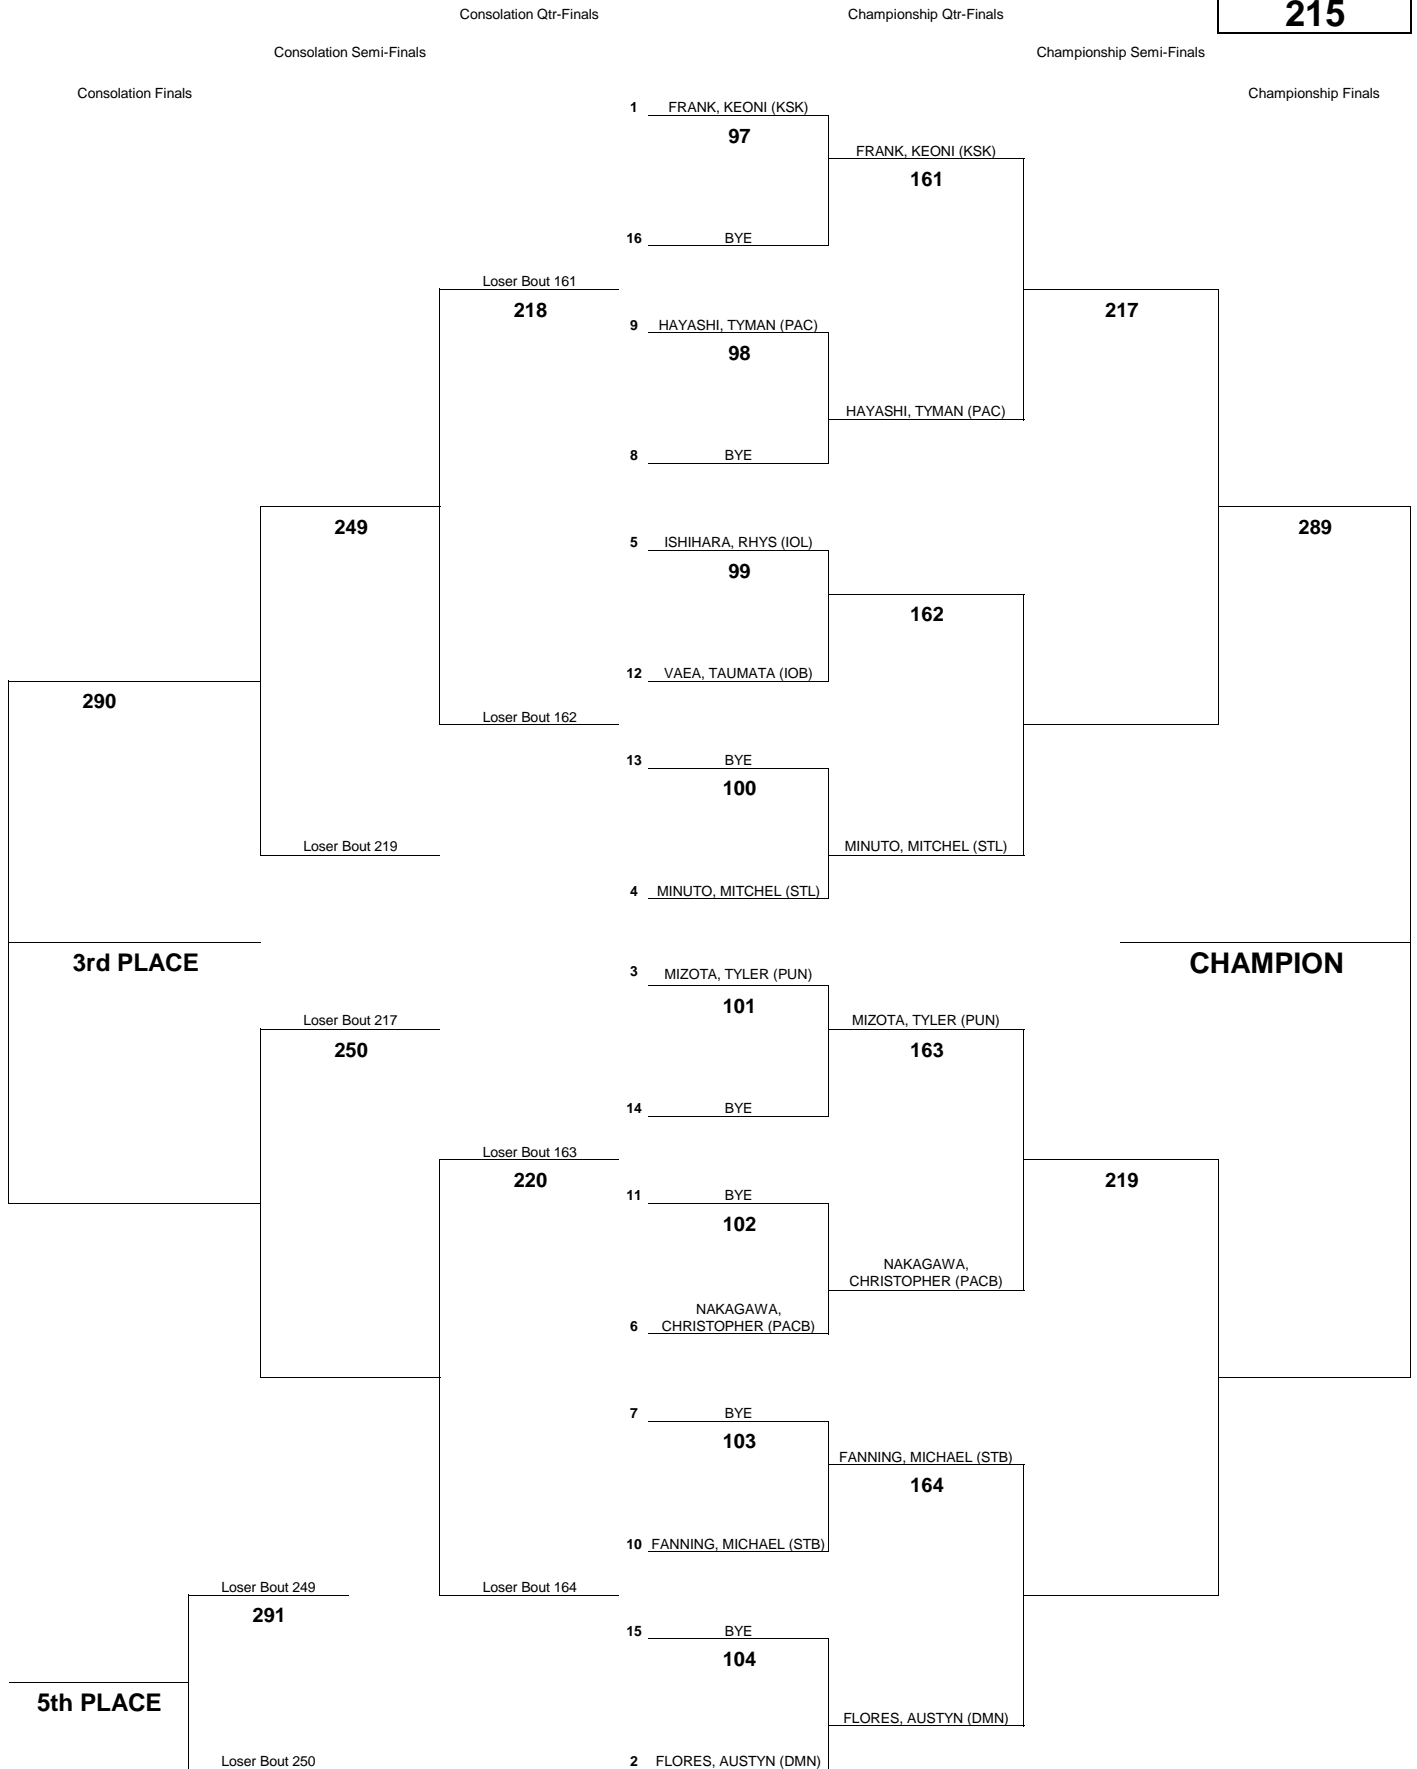 Consolation Qtr-Finals
Championship Qtr-Finals
215
Consolation Semi-Finals
Championship Semi-Finals
Consolation Finals
Championship Finals
1 FRANK, KEONI (KSK)
97
FRANK, KEONI (KSK)
161
16 BYE
Loser Bout 161
218
217
9 HAYASHI, TYMAN (PAC)
98
HAYASHI, TYMAN (PAC)
8 BYE
249
289
5 ISHIHARA, RHYS (IOL)
99
162
12 VAEA, TAUMATA (IOB)
290
Loser Bout 162
13 BYE
100
Loser Bout 219
MINUTO, MITCHEL (STL)
4 MINUTO, MITCHEL (STL)
3rd PLACE
CHAMPION
3 MIZOTA, TYLER (PUN)
101
Loser Bout 217
MIZOTA, TYLER (PUN)
250
163
14 BYE
Loser Bout 163
220
219
11 BYE
102
NAKAGAWA,
CHRISTOPHER (PACB)
NAKAGAWA,
6 CHRISTOPHER (PACB)
7 BYE
103
FANNING, MICHAEL (STB)
164
10 FANNING, MICHAEL (STB)
Loser Bout 249
Loser Bout 164
291
15 BYE
104
5th PLACE
FLORES, AUSTYN (DMN)
Loser Bout 250
2 FLORES, AUSTYN (DMN)